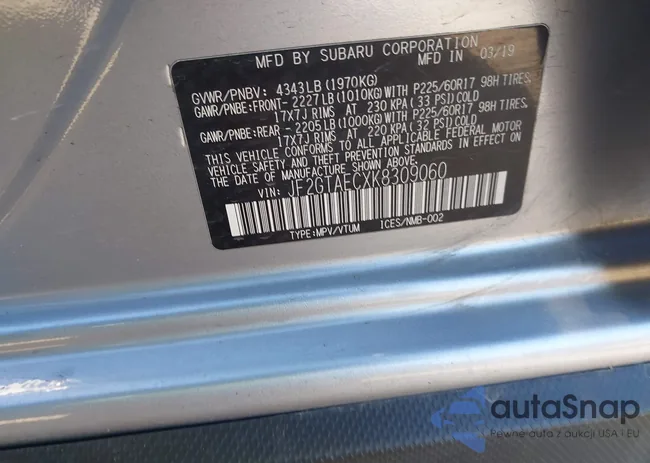 MFD BY SUBARU CORPORATION
MFD IN 03/19
GVWR/PNBV: 4343LB (1970KG)
GAWR/PNBE:FRONT- 2227LB (1010KG) WITH P225/60R17 98H TIRES,
17X7J RIMS AT 230 KPA (33 PSI) COLD
GAWR/PNBE:REAR - 2205LB (1000KG) WITH P225/60R17 98H TIRES,
17X7J RIMS AT 220 KPA (32 PSI) COLD
THIS VEHICLE CONFORMS TO ALL APPLICABLE FEDERAL MOTOR
VEHICLE SAFETY AND THEFT PREVENTION STANDARDS IN EFFECT ON
THE DATE OF MANUFACTURE SHOWN ABOVE.
VIN: JF2GTAECXK8309060
TYPE:MPV/VTUM ICES/NMB-002
autaSnap
Pewne auta z aukcji USA i EU